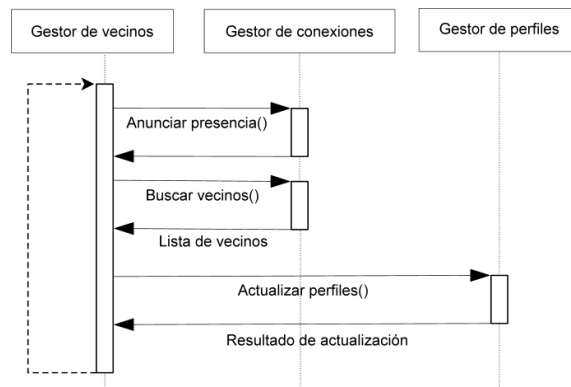 Gestor de vecinos
Gestor de conexiones
Gestor de perfiles
Anunciar presencia()
Buscar vecinos()
Lista de vecinos
Actualizar perfiles()
Resultado de actualización